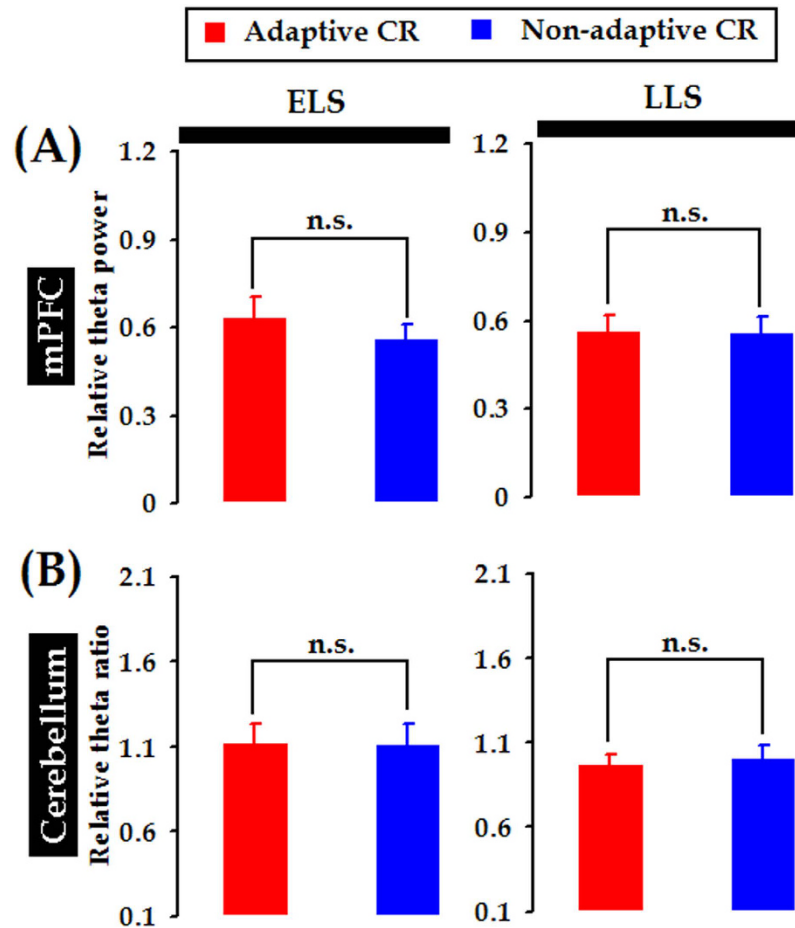 Adaptive CR Non-adaptive CR
ELS LLS
(A)
mPFC
Relative theta power
1.2
0.9
0.6
0.3
0
n.s.
1.2
0.9
0.6
0.3
0
n.s.
(B)
Cerebellum
Relative theta ratio
2.1
1.6
1.1
0.6
0.1
n.s.
2.1
1.6
1.1
0.6
0.1
n.s.